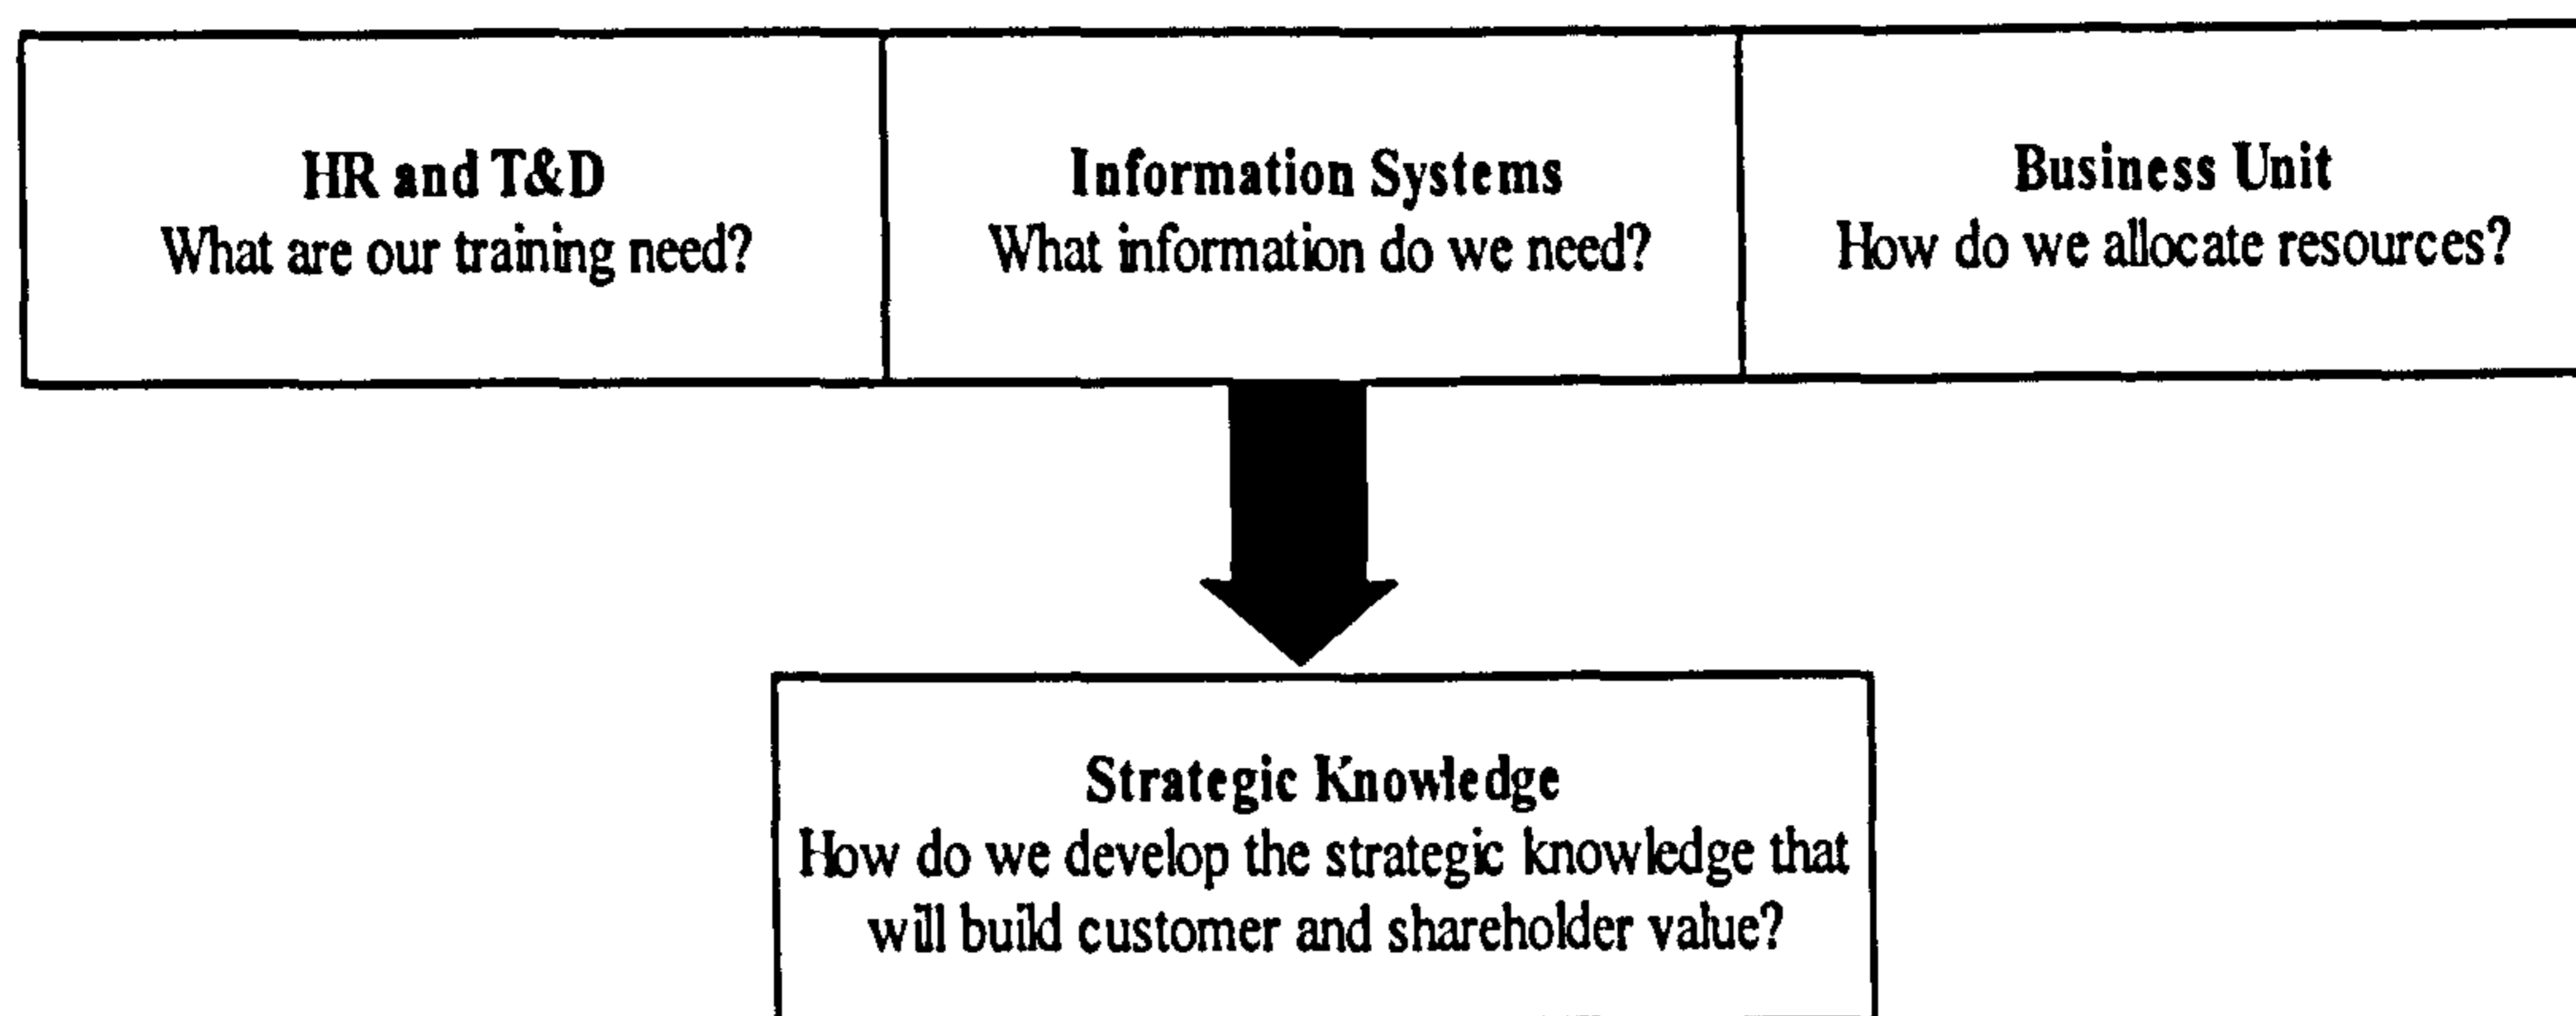 HR and T&D
What are our training need?
Information Systems
What information do we need?
Business Unit
How do we allocate resources?
Strategic Knowledge
How do we develop the strategic knowledge that
will build customer and shareholder value?